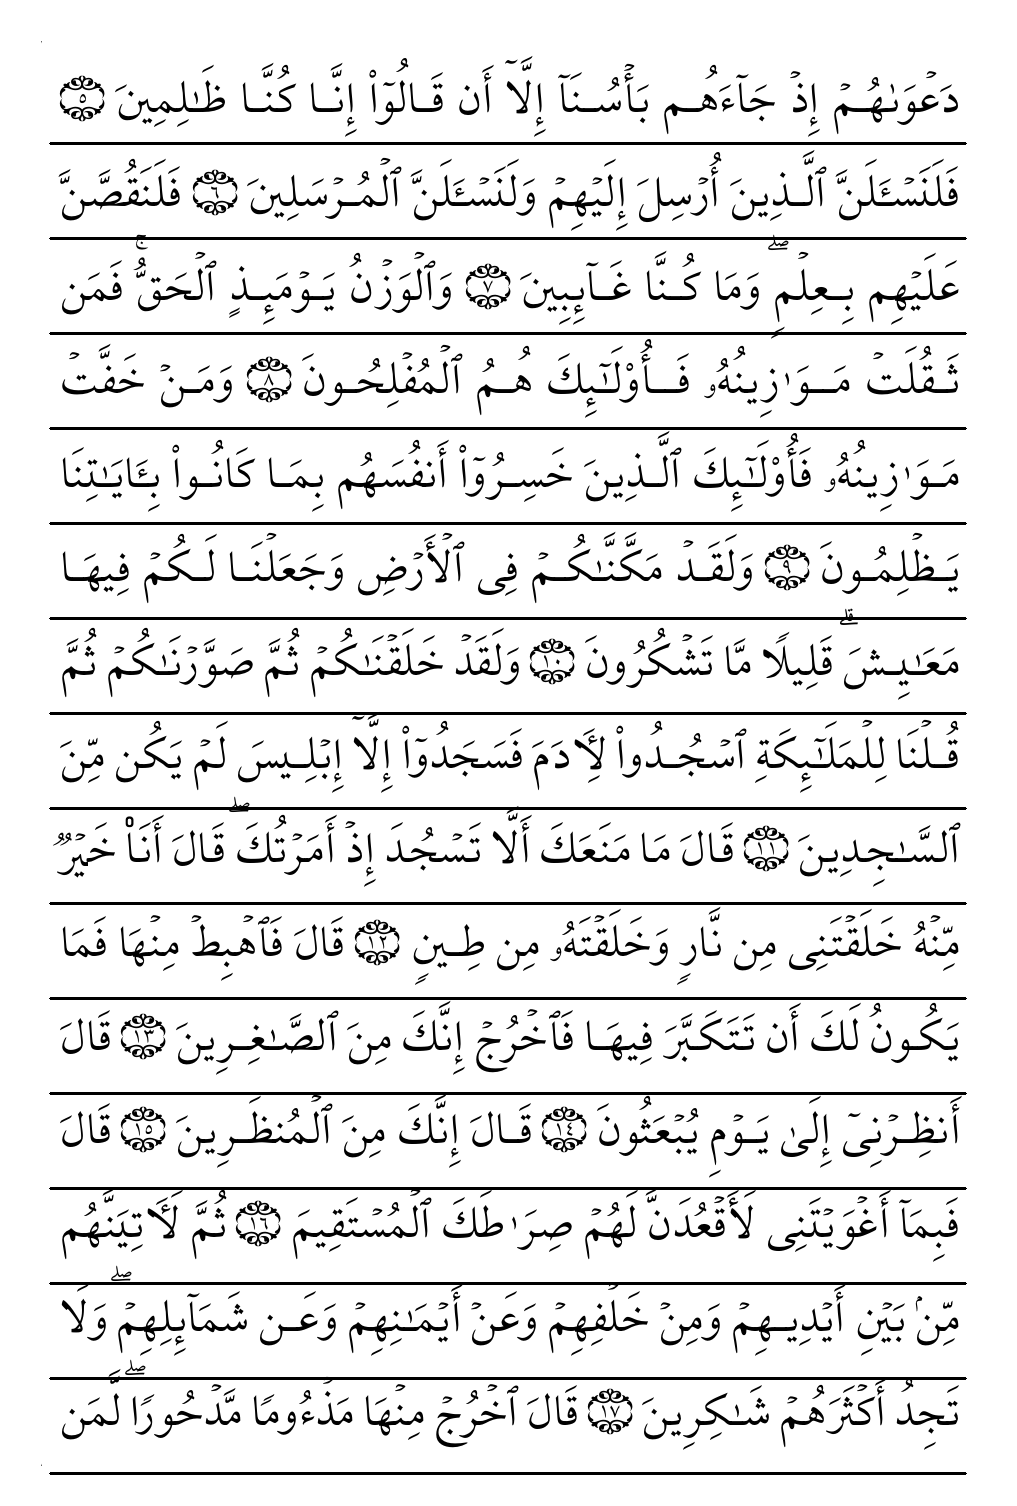 دَعۡوَىٰهُمۡ إِذۡ جَآءَهُم بَأۡسُنَآ إِلَّآ أَن قَالُوٓاْ إِنَّا كُنَّا ظَٰلِمِينَ ۝٥
فَلَنَسۡـَٔلَنَّ ٱلَّذِينَ أُرۡسِلَ إِلَيۡهِمۡ وَلَنَسۡـَٔلَنَّ ٱلۡمُرۡسَلِينَ ۝٦ فَلَنَقُصَّنَّ
عَلَيۡهِم بِعِلۡمٖۖ وَمَا كُنَّا غَآئِبِينَ ۝٧ وَٱلۡوَزۡنُ يَوۡمَئِذٍ ٱلۡحَقُّۚ فَمَن
ثَقُلَتۡ مَوَٰزِينُهُۥ فَأُوْلَٰٓئِكَ هُمُ ٱلۡمُفۡلِحُونَ ۝٨ وَمَنۡ خَفَّتۡ
مَوَٰزِينُهُۥ فَأُوْلَٰٓئِكَ ٱلَّذِينَ خَسِرُوٓاْ أَنفُسَهُم بِمَا كَانُواْ بِـَٔايَٰتِنَا
يَظۡلِمُونَ ۝٩ وَلَقَدۡ مَكَّنَّٰكُمۡ فِي ٱلۡأَرۡضِ وَجَعَلۡنَا لَكُمۡ فِيهَا
مَعَٰيِشَۗ قَلِيلٗا مَّا تَشۡكُرُونَ ۝١٠ وَلَقَدۡ خَلَقۡنَٰكُمۡ ثُمَّ صَوَّرۡنَٰكُمۡ ثُمَّ
قُلۡنَا لِلۡمَلَٰٓئِكَةِ ٱسۡجُدُواْ لِأٓدَمَ فَسَجَدُوٓاْ إِلَّآ إِبۡلِيسَ لَمۡ يَكُن مِّنَ
ٱلسَّٰجِدِينَ ۝١١ قَالَ مَا مَنَعَكَ أَلَّا تَسۡجُدَ إِذۡ أَمَرۡتُكَۖ قَالَ أَنَا۠ خَيۡرٞ
مِّنۡهُ خَلَقۡتَنِي مِن نَّارٖ وَخَلَقۡتَهُۥ مِن طِينٖ ۝١٢ قَالَ فَٱهۡبِطۡ مِنۡهَا فَمَا
يَكُونُ لَكَ أَن تَتَكَبَّرَ فِيهَا فَٱخۡرُجۡ إِنَّكَ مِنَ ٱلصَّٰغِرِينَ ۝١٣ قَالَ
أَنظِرۡنِيٓ إِلَىٰ يَوۡمِ يُبۡعَثُونَ ۝١٤ قَالَ إِنَّكَ مِنَ ٱلۡمُنظَرِينَ ۝١٥ قَالَ
فَبِمَآ أَغۡوَيۡتَنِي لَأَقۡعُدَنَّ لَهُمۡ صِرَٰطَكَ ٱلۡمُسۡتَقِيمَ ۝١٦ ثُمَّ لَأٓتِيَنَّهُم
مِّنۢ بَيۡنِ أَيۡدِيهِمۡ وَمِنۡ خَلۡفِهِمۡ وَعَنۡ أَيۡمَٰنِهِمۡ وَعَن شَمَآئِلِهِمۡۖ وَلَا
تَجِدُ أَكۡثَرَهُمۡ شَٰكِرِينَ ۝١٧ قَالَ ٱخۡرُجۡ مِنۡهَا مَذۡءُومٗا مَّدۡحُورٗاۖ لَّمَن